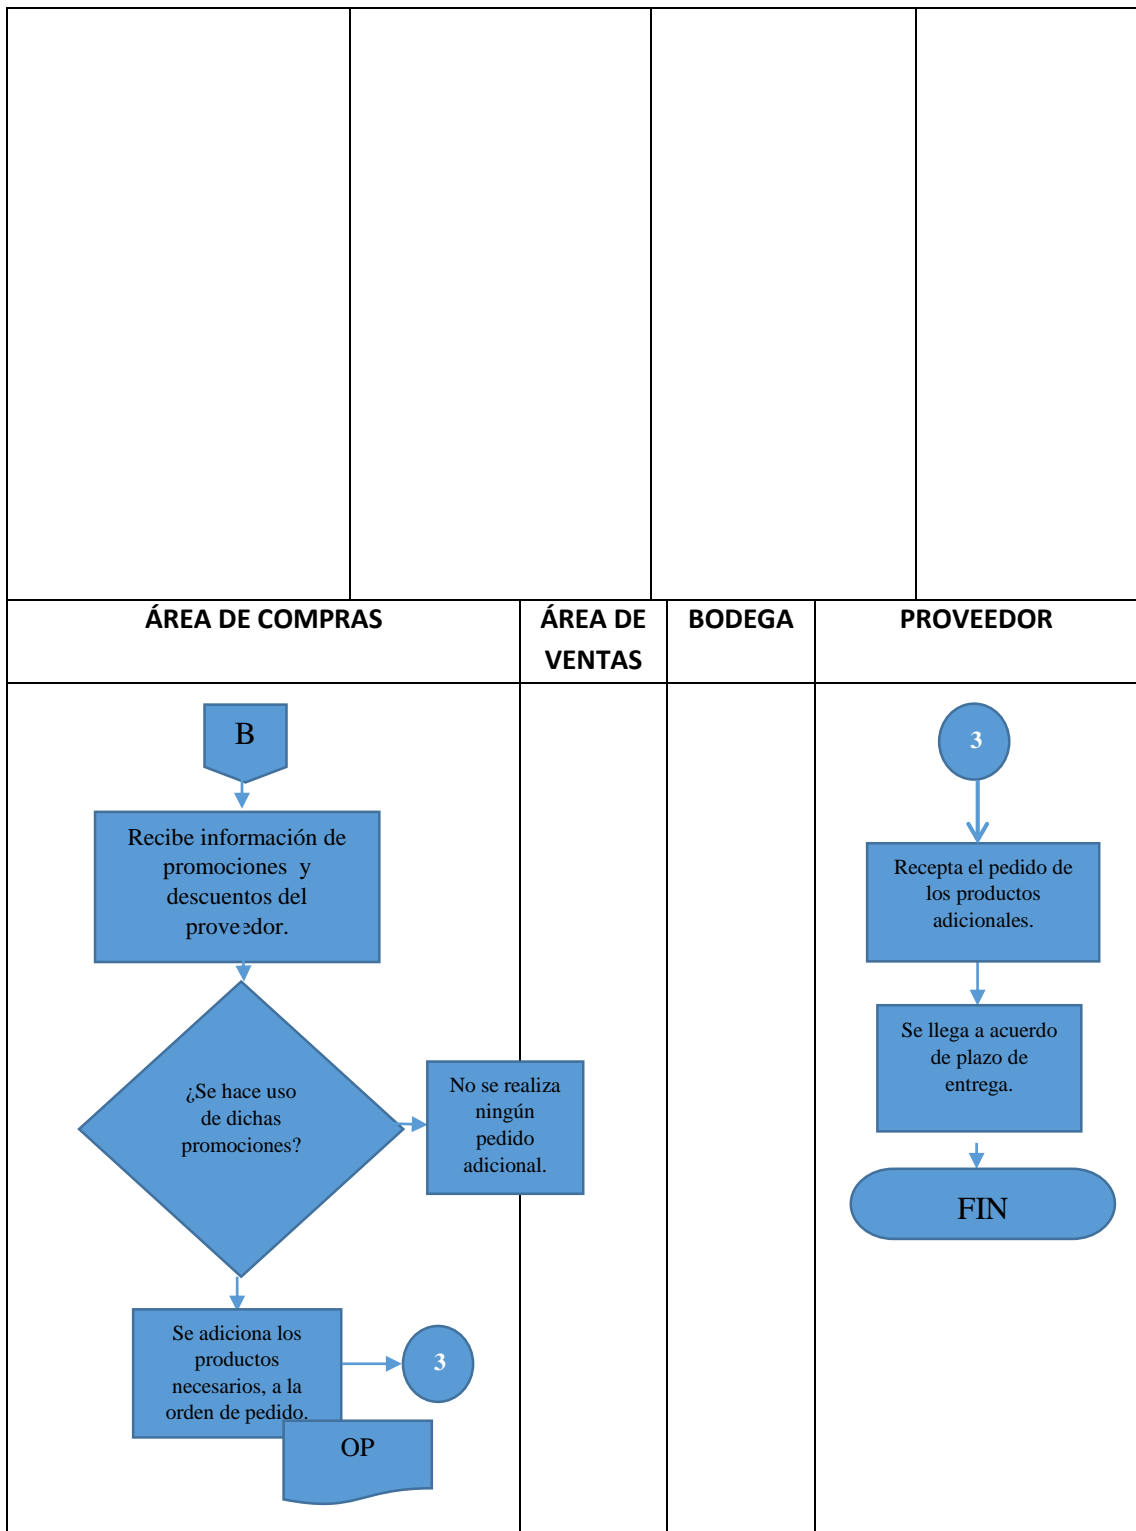 ÁREA DE COMPRAS
ÁREA DE
VENTAS
BODEGA
PROVEEDOR
B
Recibe información de
promociones y
descuentos del
proveedor.
¿Se hace uso
de dichas
promociones?
No se realiza
ningún
pedido
adicional.
Se adiciona los
productos
necesarios, a la
orden de pedido.
3
OP
3
Recepta el pedido de
los productos
adicionales.
Se llega a acuerdo
de plazo de
entrega.
FIN